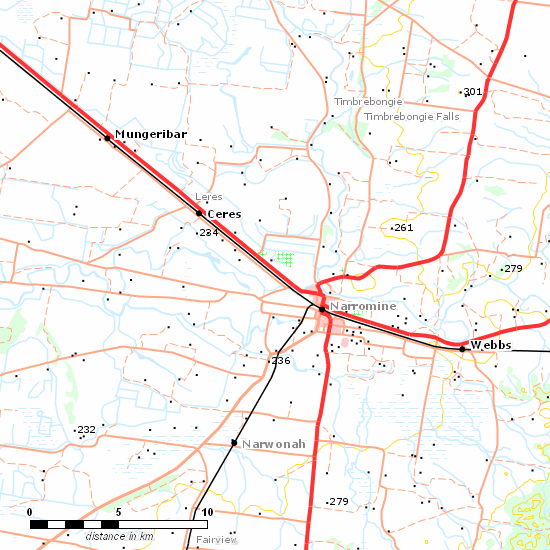 301
Timbrebongie
Timbrebongie Falls
Mungeribar
Leres
Ceres
234
261
279
Narromine
Webbs
236
232
Narwonah
279
0 5 10
distance in km
Fairview